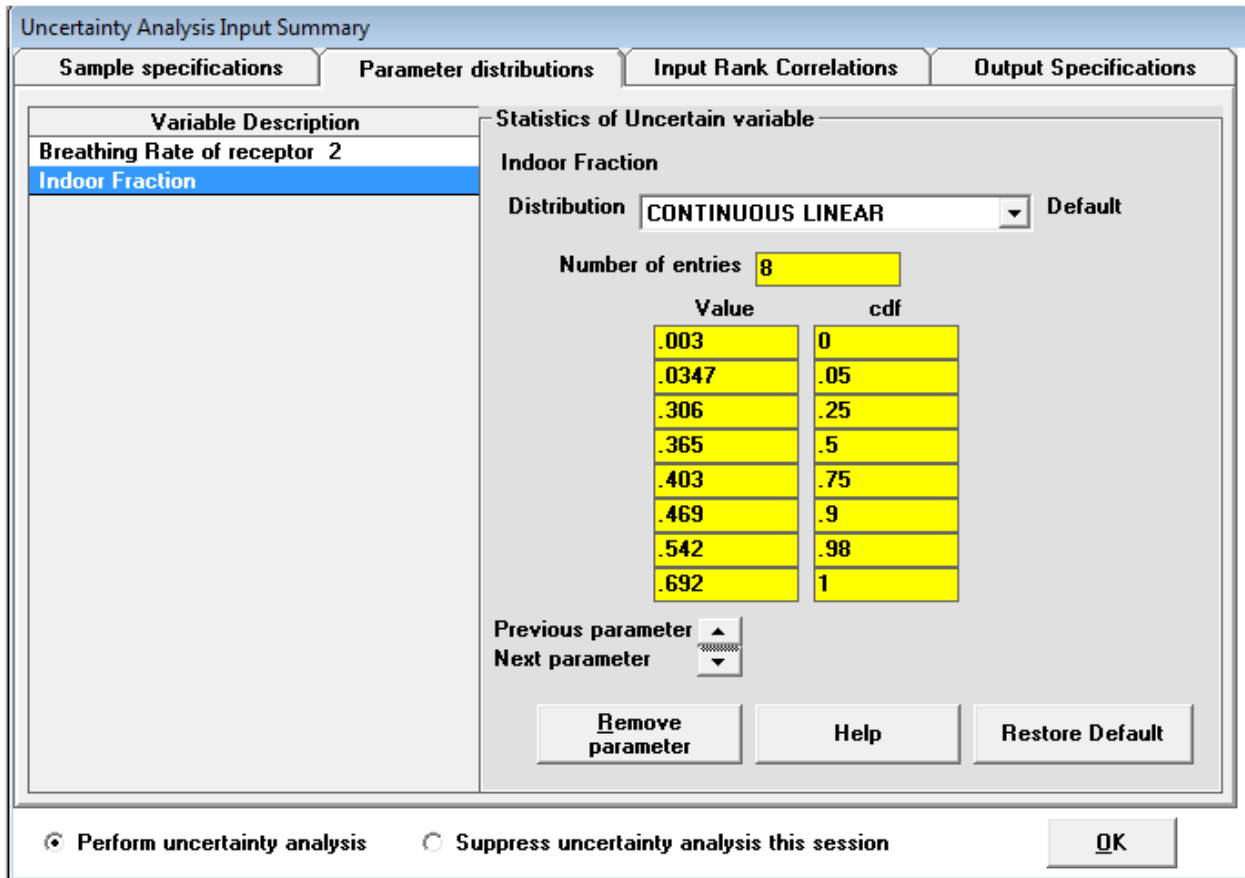 Uncertainty Analysis Input Summary
Sample specifications Parameter distributions Input Rank Correlations Output Specifications
Variable Description
Breathing Rate of receptor 2
Indoor Fraction
Statistics of Uncertain variable
Indoor Fraction
Distribution CONTINUOUS LINEAR Default
Number of entries 8
Value cdf
.003 0
.0347 .05
.306 .25
.365 .5
.403 .75
.469 .9
.542 .98
.692 1
Previous parameter
Next parameter
Remove
parameter
Help
Restore Default
Perform uncertainty analysis Suppress uncertainty analysis this session OK